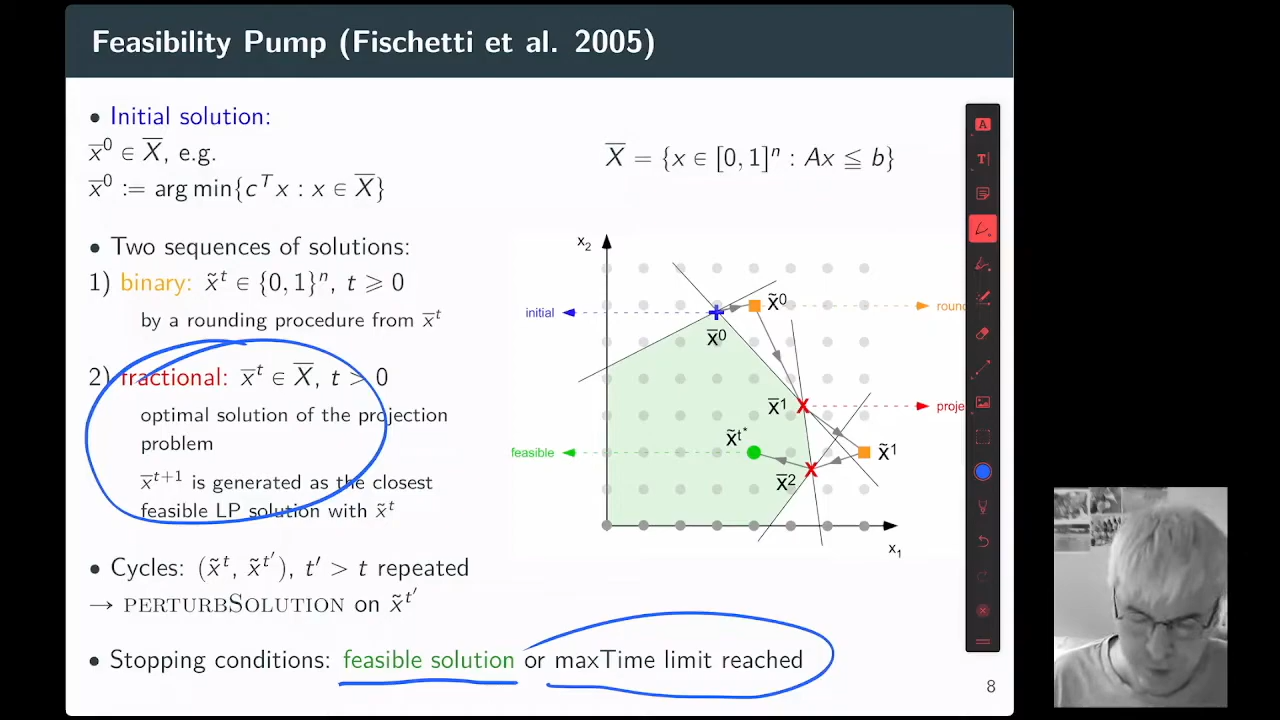 Feasibility Pump (Fischetti et al. 2005)
• Initial solution:
x̅⁰ ∈ X̅, e.g.
x̅⁰ := arg min{cᵀx : x ∈ X̅}
X̅ = {x ∈ [0, 1]ⁿ : Ax ≦ b}
• Two sequences of solutions:
1) binary: x̃ᵗ ∈ {0, 1}ⁿ, t ⩾ 0
by a rounding procedure from x̅ᵗ
2) fractional: x̅ᵗ ∈ X̅, t > 0
optimal solution of the projection
problem
x̅ᵗ⁺¹ is generated as the closest
feasible LP solution with x̃ᵗ
• Cycles: (x̃ᵗ, x̃ᵗ′), t′ > t repeated
→ PERTURBSOLUTION on x̃ᵗ′
• Stopping conditions: feasible solution or maxTime limit reached
x₂
initial
x̃⁰
roun
x̅⁰
x̅¹
proje
x̃ᵗ*
feasible
x̃¹
x̅²
x₁
A
T
8